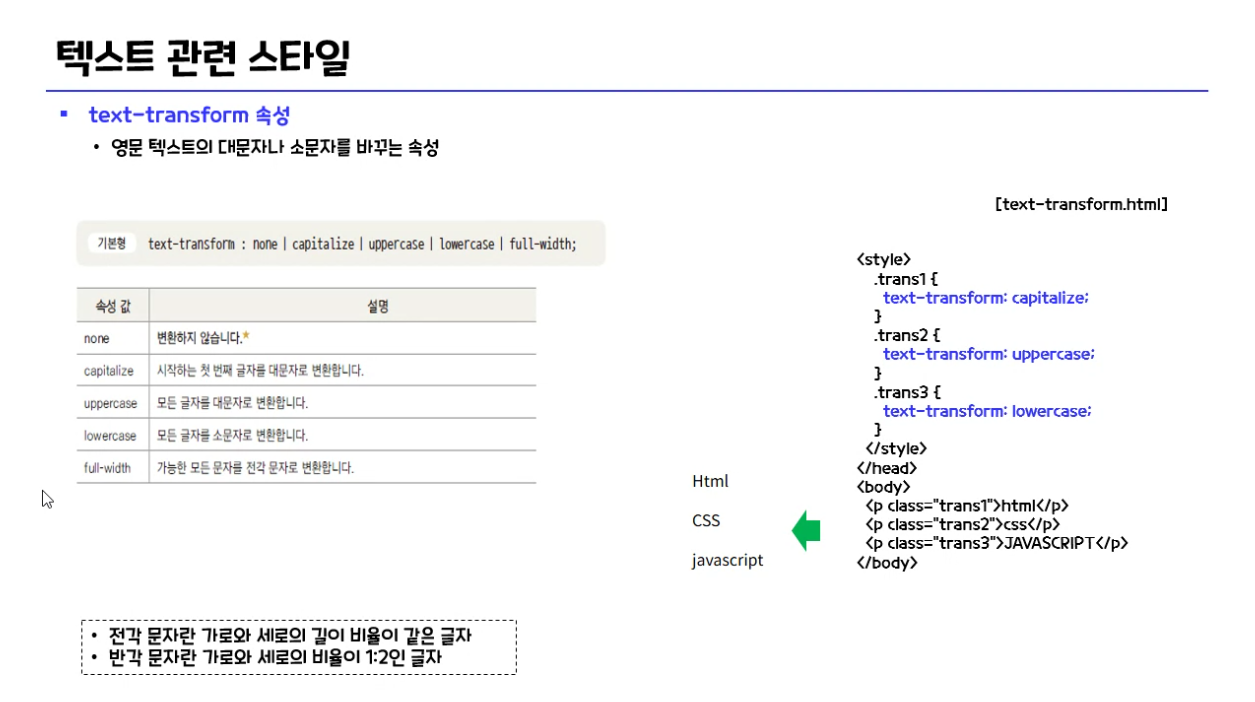 텍스트 관련 스타일
▪ text-transform 속성
• 영문 텍스트의 대문자나 소문자를 바꾸는 속성
기본형 text-transform : none | capitalize | uppercase | lowercase | full-width;
속성 값 설명
none 변환하지 않습니다.★
capitalize 시작하는 첫 번째 글자를 대문자로 변환합니다.
uppercase 모든 글자를 대문자로 변환합니다.
lowercase 모든 글자를 소문자로 변환합니다.
full-width 가능한 모든 문자를 전각 문자로 변환합니다.
• 전각 문자란 가로와 세로의 길이 비율이 같은 글자
• 반각 문자란 가로와 세로의 비율이 1:2인 글자
[text-transform.html]
<style>
.trans1 {
text-transform: capitalize;
}
.trans2 {
text-transform: uppercase;
}
.trans3 {
text-transform: lowercase;
}
</style>
</head>
<body>
<p class="trans1">html</p>
<p class="trans2">css</p>
<p class="trans3">JAVASCRIPT</p>
</body>
Html
CSS
javascript